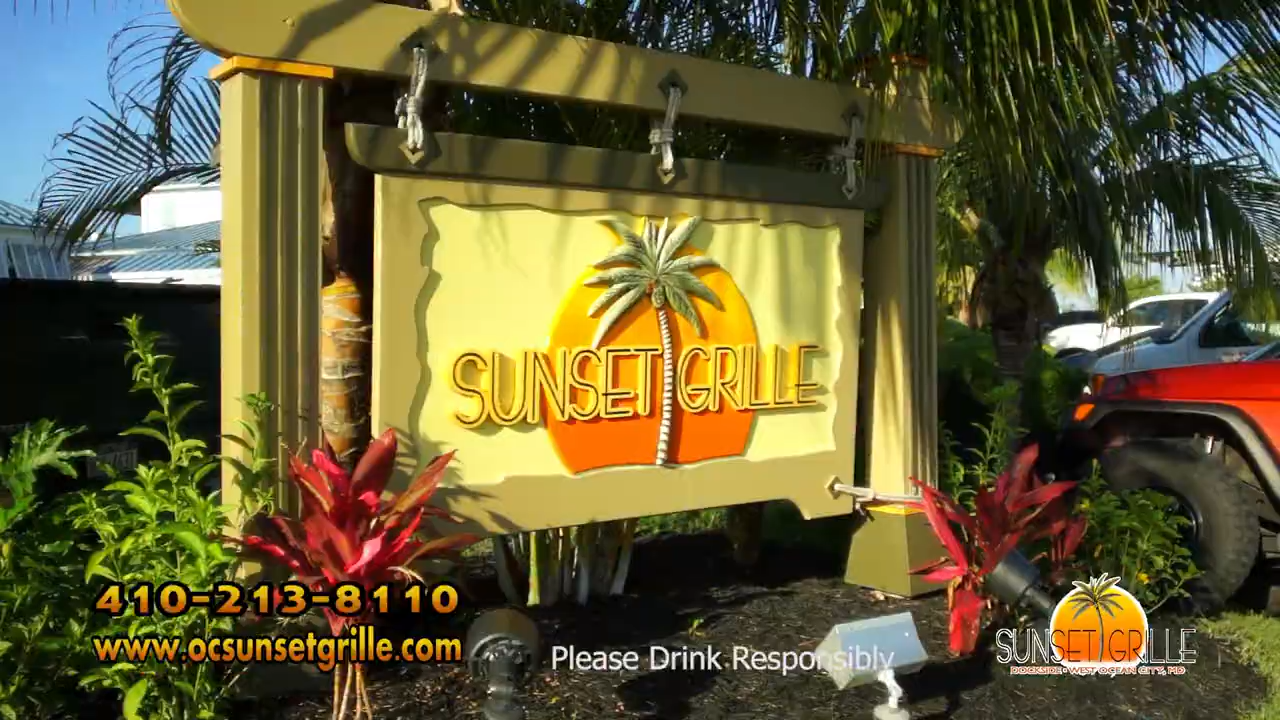 SUNSET GRILLE
410-213-8110
www.ocsunsetgrille.com
Please Drink Responsibly
SUNSET GRILLE
DOCKSIDE • WEST OCEAN CITY, MD